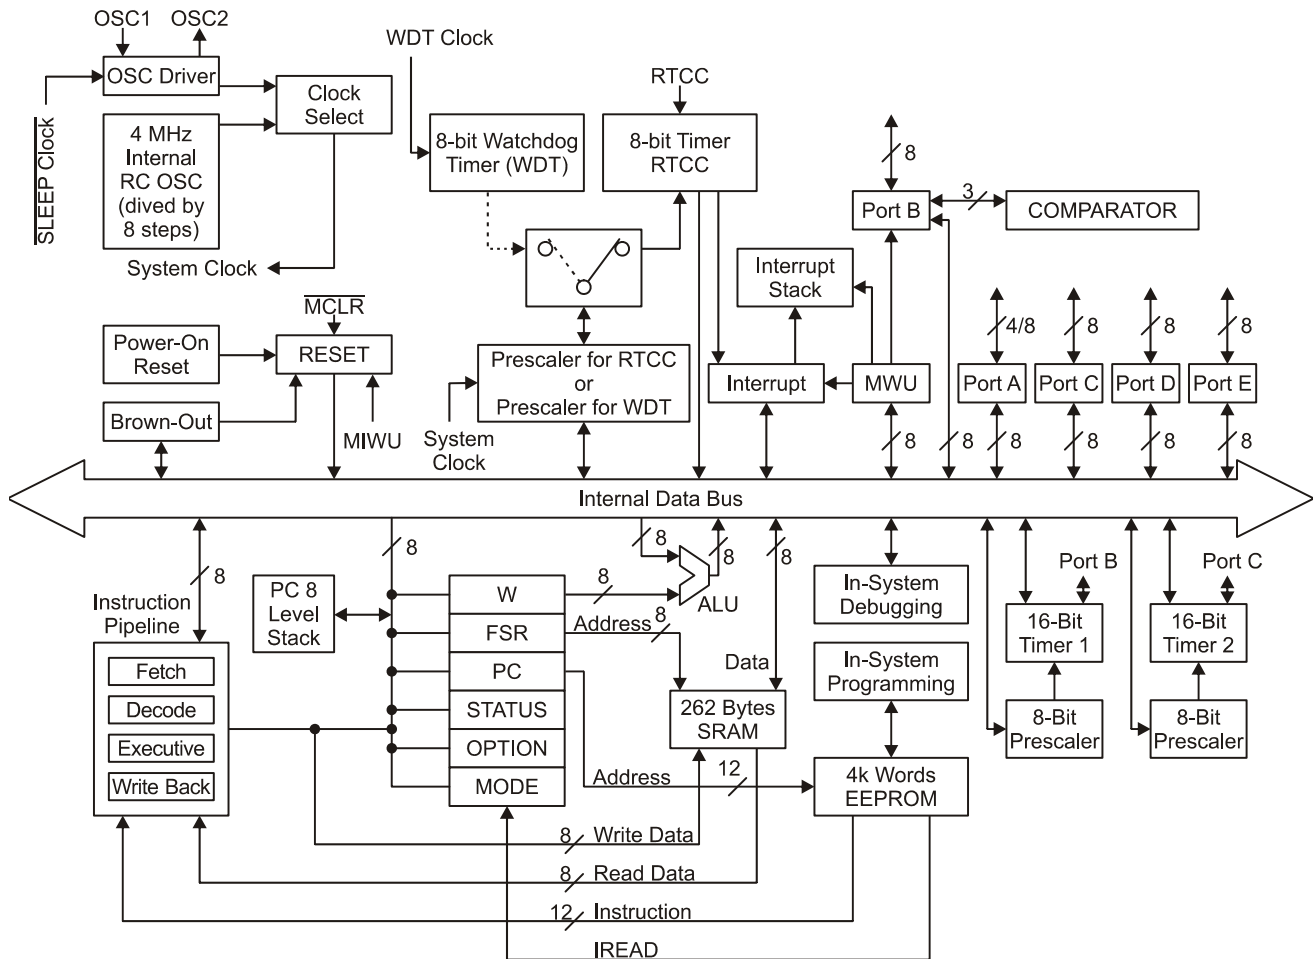 OSC1
OSC2
OSC Driver
SLEEP Clock
Clock
Select
4 MHz
Internal
RC OSC
(dived by
8 steps)
System Clock
WDT Clock
8-bit Watchdog
Timer (WDT)
RTCC
8-bit Timer
RTCC
8
Port B
3
COMPARATOR
Interrupt
Stack
MCLR
Power-On
Reset
RESET
Brown-Out
MIWU
Prescaler for RTCC
or
Prescaler for WDT
System
Clock
Interrupt
MWU
8
8
4/8
Port A
8
8
Port C
8
8
Port D
8
8
Port E
8
Internal Data Bus
8
Instruction
Pipeline
Fetch
Decode
Executive
Write Back
PC 8
Level
Stack
8
W
FSR
PC
STATUS
OPTION
MODE
8
8
8
ALU
Address
8
8
Data
262 Bytes
SRAM
In-System
Debugging
In-System
Programming
4k Words
EEPROM
Address
12
Port B
16-Bit
Timer 1
8-Bit
Prescaler
Port C
16-Bit
Timer 2
8-Bit
Prescaler
8 Write Data
8 Read Data
12 Instruction
IREAD